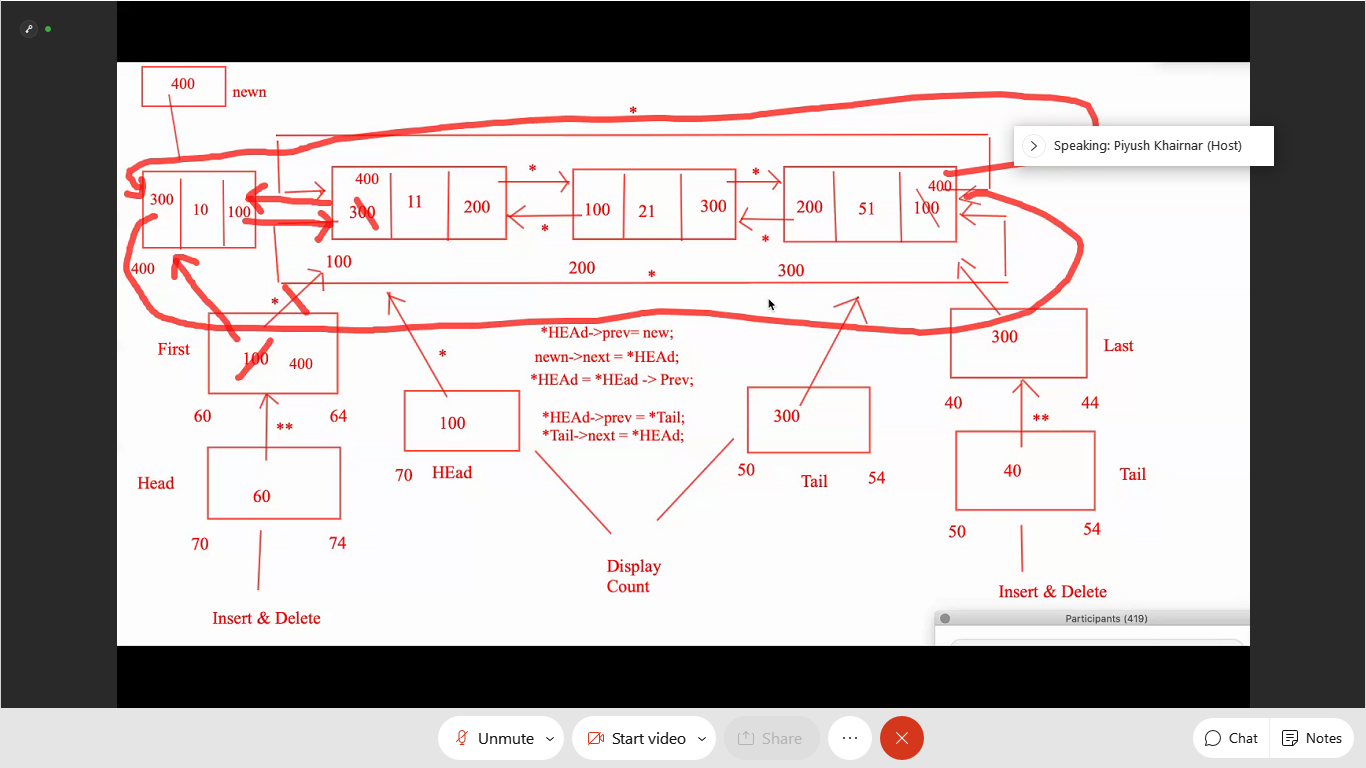 400
newn
*
Speaking: Piyush Khairnar (Host)
300 10 100
400
300 11 200
*
100 21 300
*
200 51 100
400
*
*
400
100
200
*
300
*
First
100 400
60 64
**
Head
60
70 74
Insert & Delete
*
100
70 HEad
*HEAd->prev= new;
newn->next = *HEAd;
*HEAd = *HEad -> Prev;
*HEAd->prev = *Tail;
*Tail->next = *HEAd;
300
50 Tail 54
Display
Count
300
Last
40 44
**
40
Tail
50 54
Insert & Delete
Participants (419)
Unmute
Start video
Share
Chat
Notes